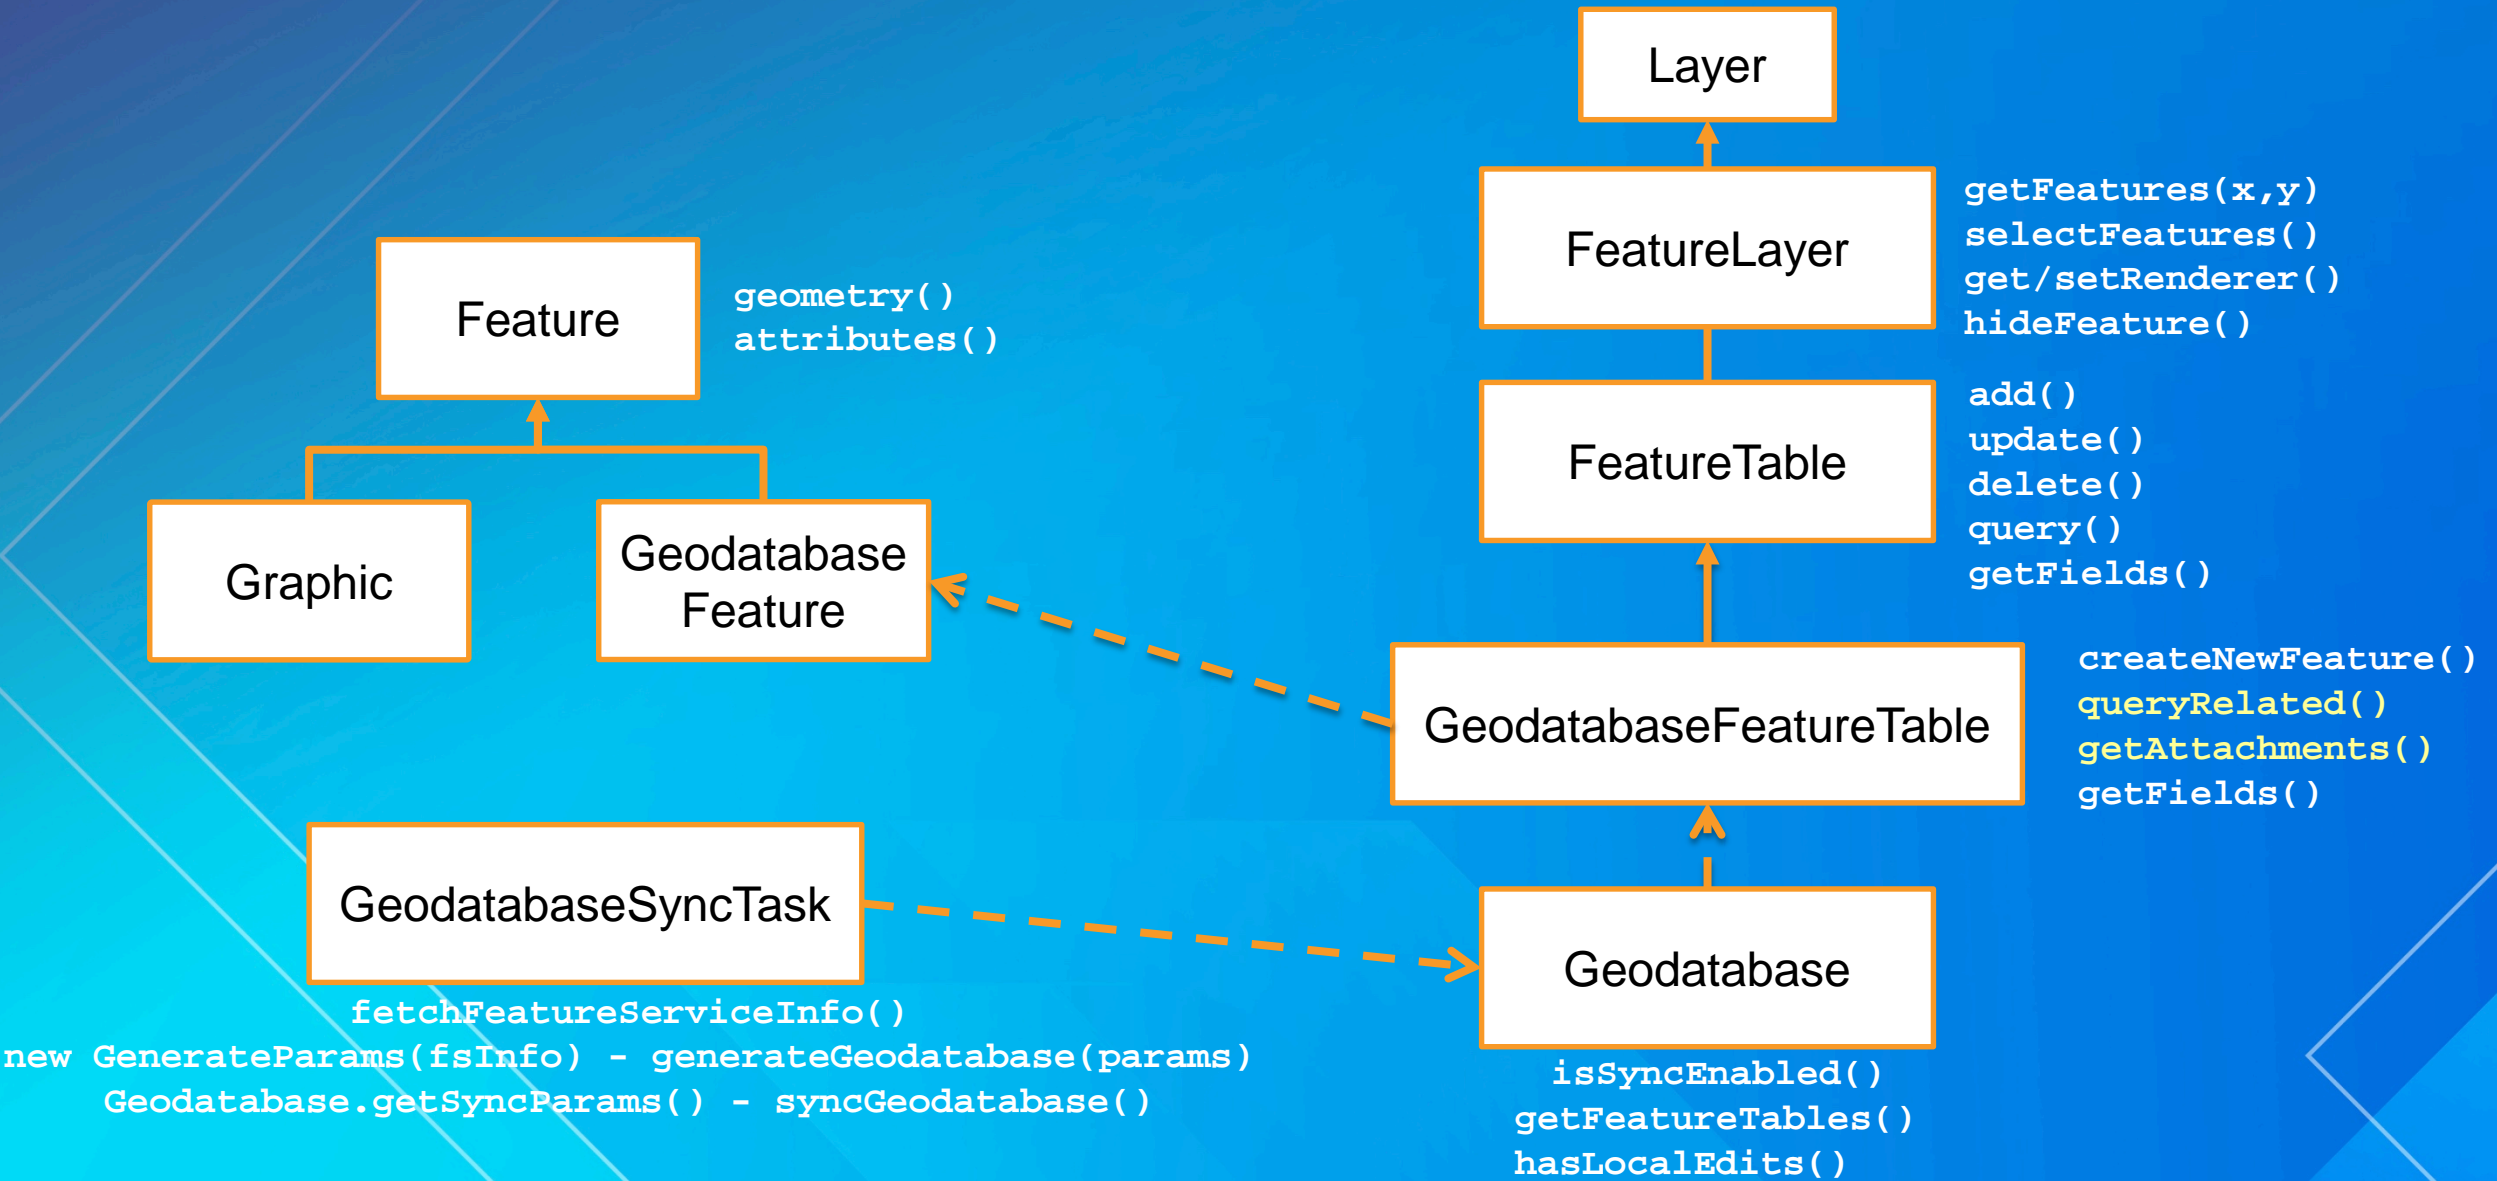 Layer
FeatureLayer
getFeatures(x,y)
selectFeatures()
get/setRenderer()
hideFeature()
Feature
geometry()
attributes()
FeatureTable
add()
update()
delete()
query()
getFields()
Graphic
Geodatabase
Feature
GeodatabaseFeatureTable
createNewFeature()
queryRelated()
getAttachments()
getFields()
GeodatabaseSyncTask
fetchFeatureServiceInfo()
new GenerateParams(fsInfo) - generateGeodatabase(params)
Geodatabase.getSyncParams() - syncGeodatabase()
Geodatabase
isSyncEnabled()
getFeatureTables()
hasLocalEdits()